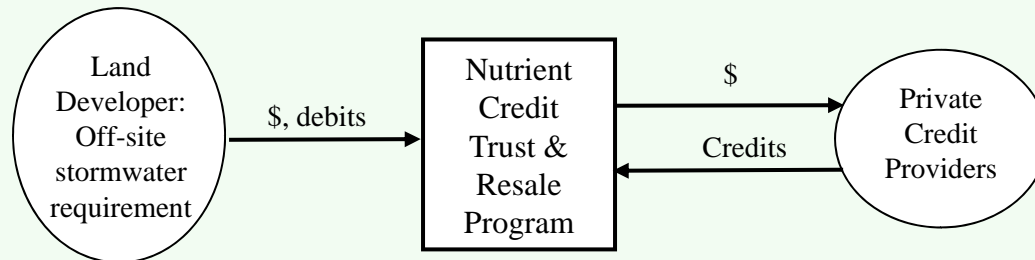 Land
Developer:
Off-site
stormwater
requirement
$, debits
Nutrient
Credit
Trust &
Resale
Program
$
Credits
Private
Credit
Providers